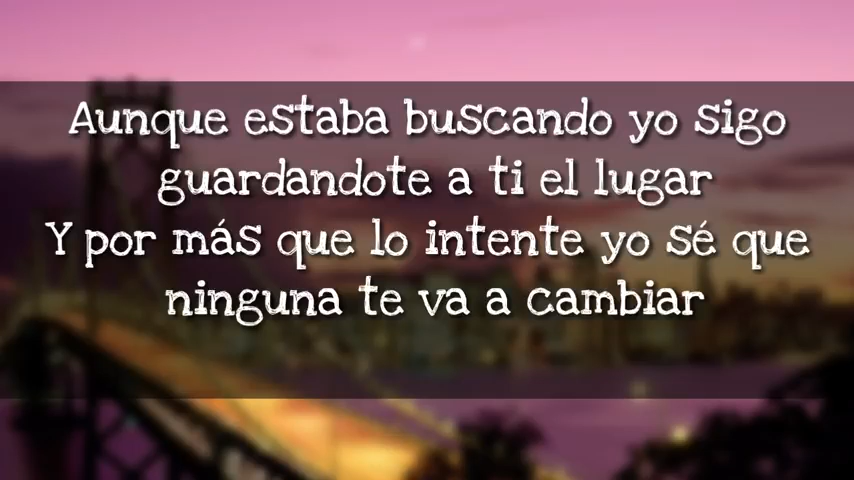 Aunque estaba buscando yo sigo
guardandote a ti el lugar
Y por más que lo intente yo sé que
ninguna te va a cambiar